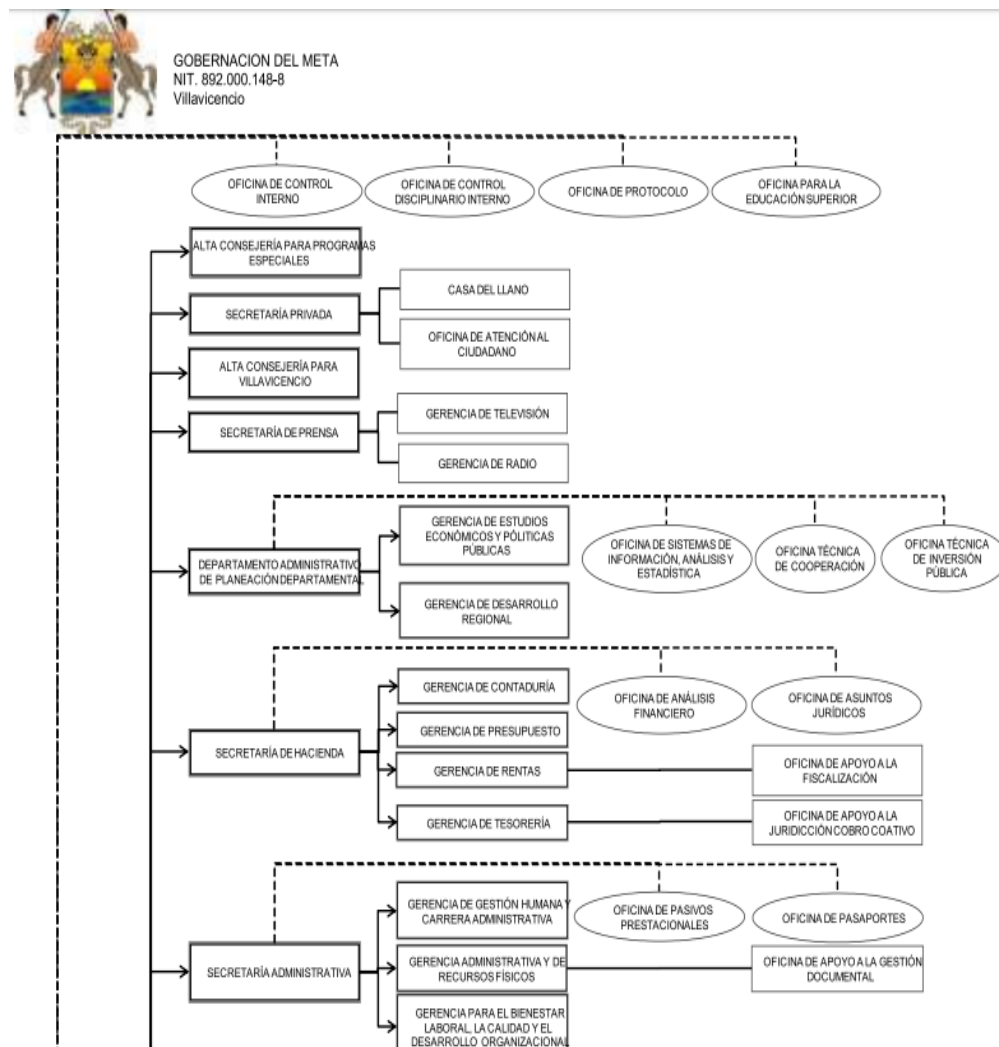 GOBERNACION DEL META
NIT. 892.000.148-8
Villavicencio
OFICINA DE CONTROL
INTERNO
OFICINA DE CONTROL
DISCIPLINARIO INTERNO
OFICINA DE PROTOCOLO
OFICINA PARA LA
EDUCACIÓN SUPERIOR
ALTA CONSEJERÍA PARA PROGRAMAS
ESPECIALES
SECRETARÍA PRIVADA
CASA DEL LLANO
OFICINA DE ATENCIÓN AL
CIUDADANO
ALTA CONSEJERÍA PARA
VILLAVICENCIO
SECRETARÍA DE PRENSA
GERENCIA DE TELEVISIÓN
GERENCIA DE RADIO
DEPARTAMENTO ADMINISTRATIVO
DE PLANEACIÓN DEPARTAMENTAL
GERENCIA DE ESTUDIOS
ECONÓMICOS Y PÓLITICAS
PÚBLICAS
GERENCIA DE DESARROLLO
REGIONAL
OFICINA DE SISTEMAS DE
INFORMACIÓN, ANÁLISIS Y
ESTADÍSTICA
OFICINA TÉCNICA
DE COOPERACIÓN
OFICINA TÉCNICA
DE INVERSIÓN
PÚBLICA
SECRETARÍA DE HACIENDA
GERENCIA DE CONTADURÍA
OFICINA DE ANÁLISIS
FINANCIERO
OFICINA DE ASUNTOS
JURÍDICOS
GERENCIA DE PRESUPUESTO
GERENCIA DE RENTAS
OFICINA DE APOYO A LA
FISCALIZACIÓN
GERENCIA DE TESORERÍA
OFICINA DE APOYO A LA
JURIDICCIÓN COBRO COATIVO
SECRETARÍA ADMINISTRATIVA
GERENCIA DE GESTIÓN HUMANA Y
CARRERA ADMINISTRATIVA
OFICINA DE PASIVOS
PRESTACIONALES
OFICINA DE PASAPORTES
GERENCIA ADMINISTRATIVA Y DE
RECURSOS FÍSICOS
OFICINA DE APOYO A LA GESTIÓN
DOCUMENTAL
GERENCIA PARA EL BIENESTAR
LABORAL, LA CALIDAD Y EL
DESARROLLO ORGANIZACIONAL